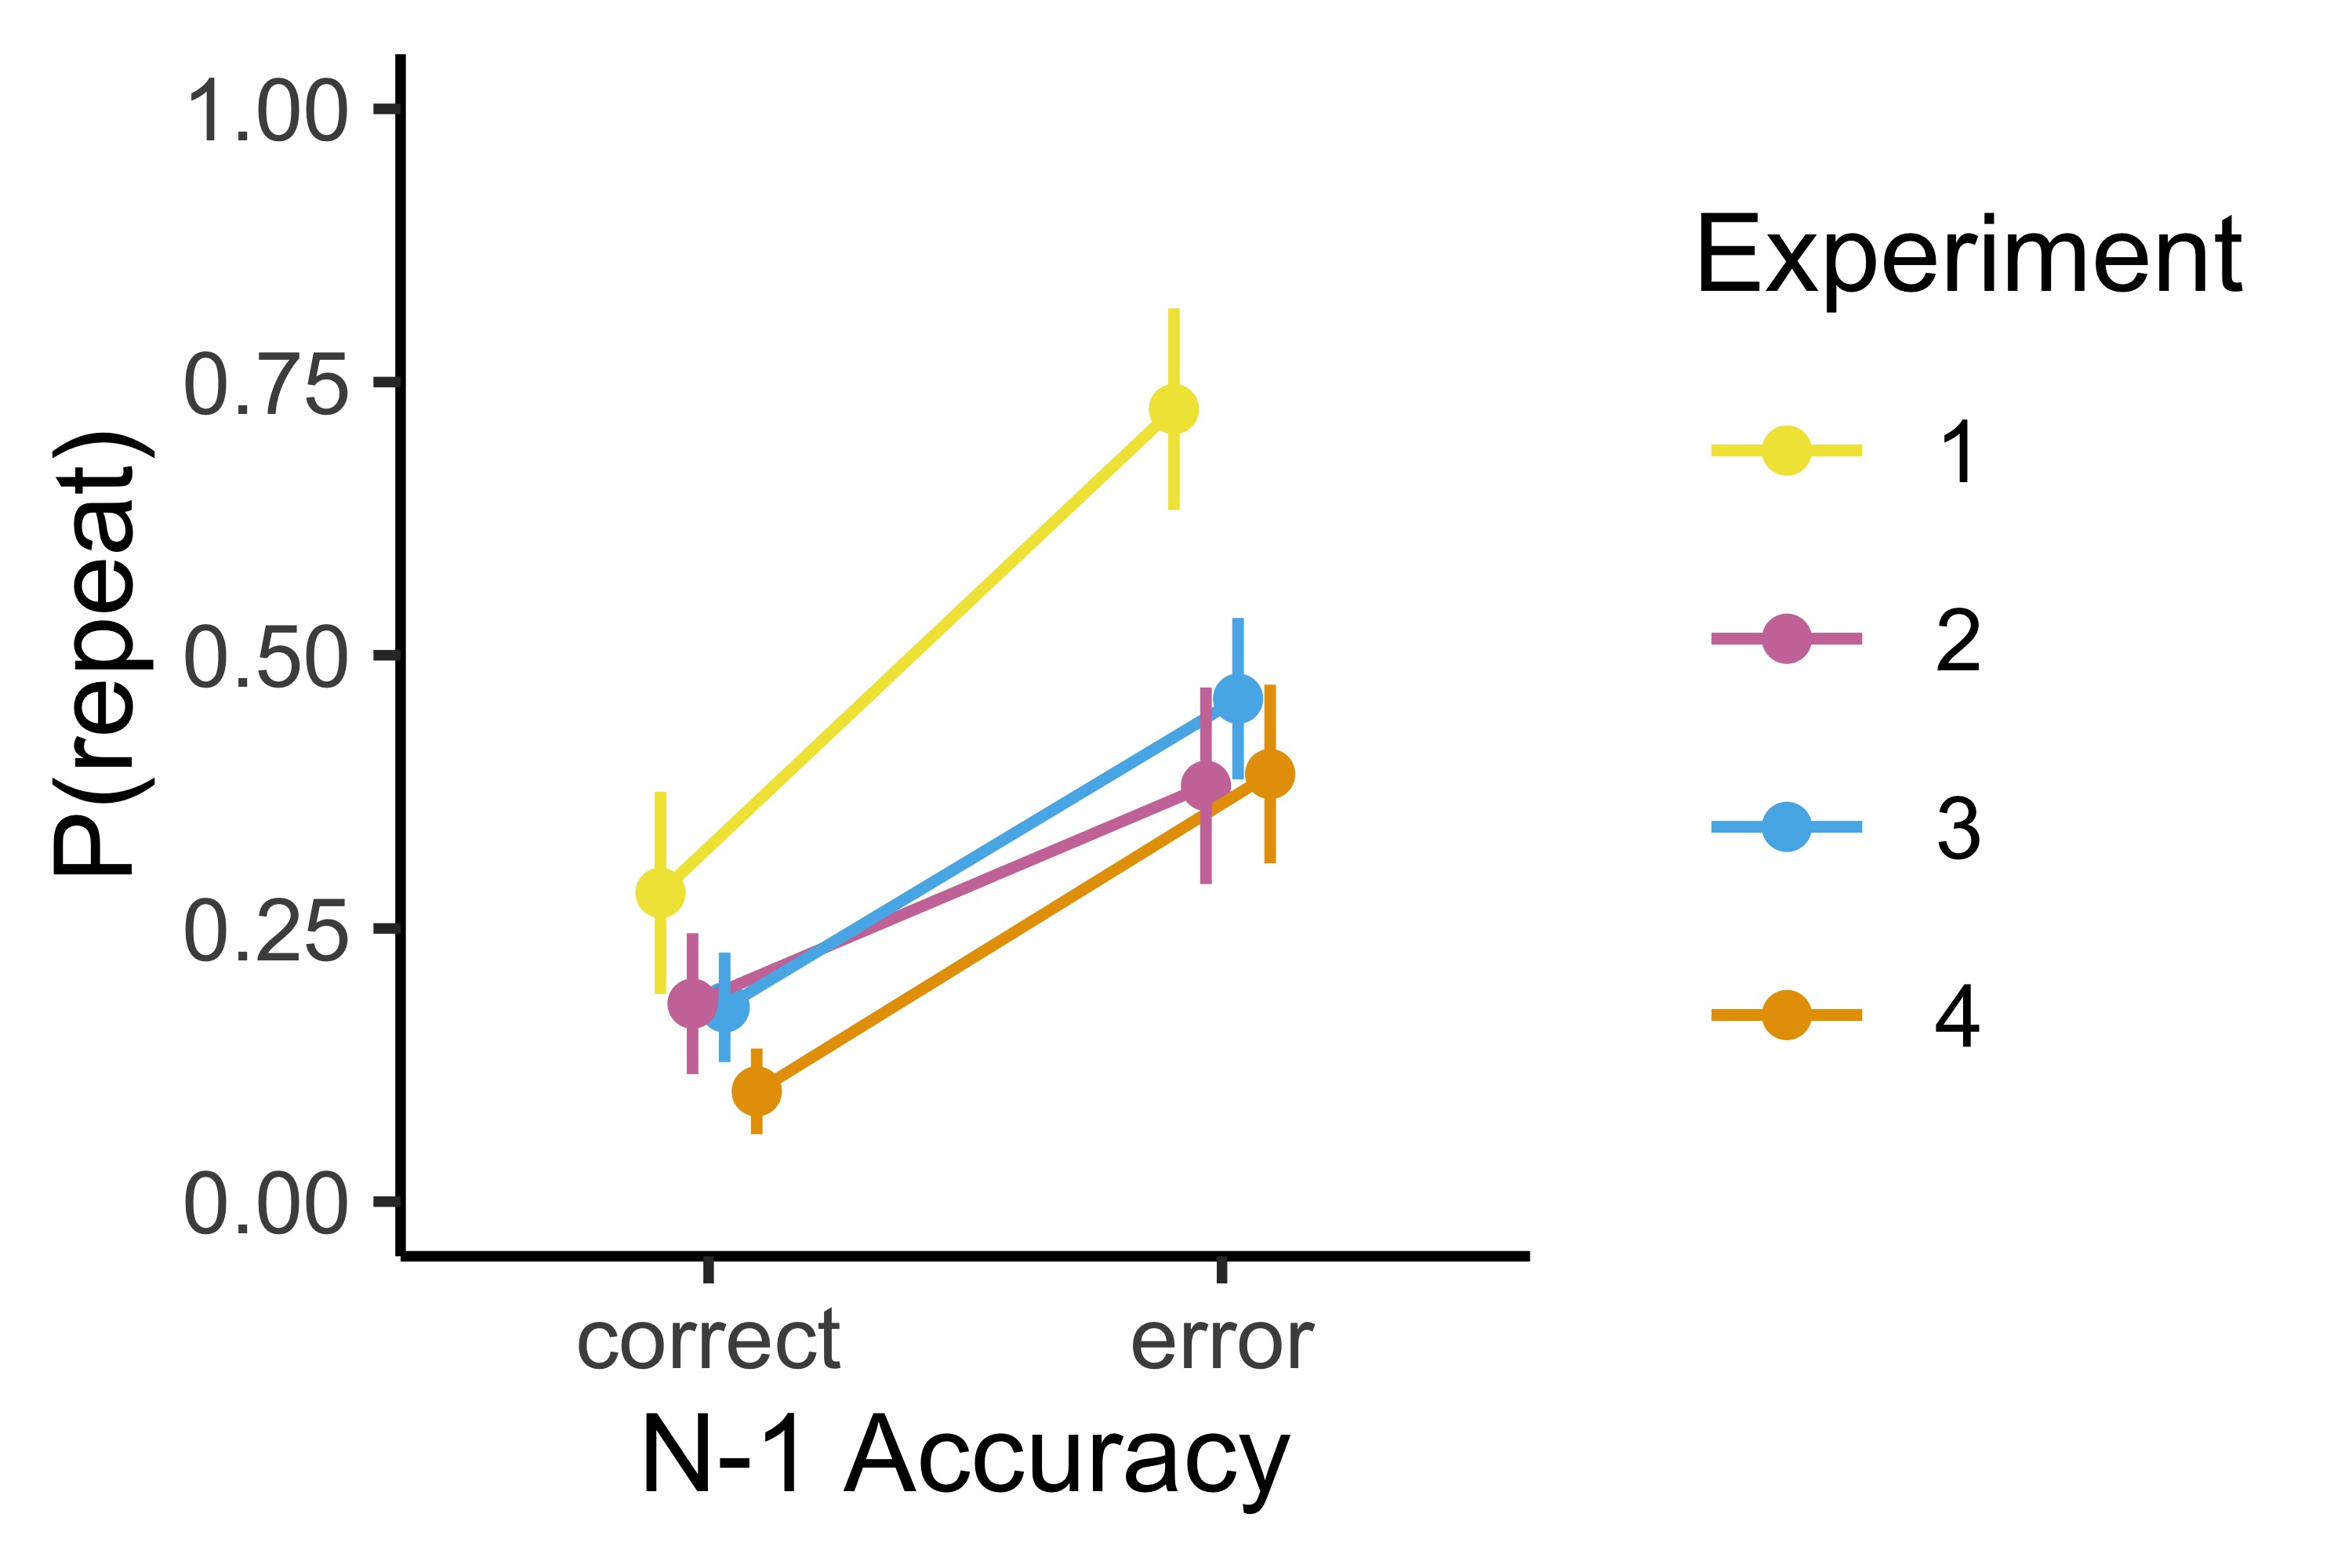 1.00
0.75
0.50
0.25
0.00
P(repeat)
correct
error
N-1 Accuracy
Experiment
1
2
3
4